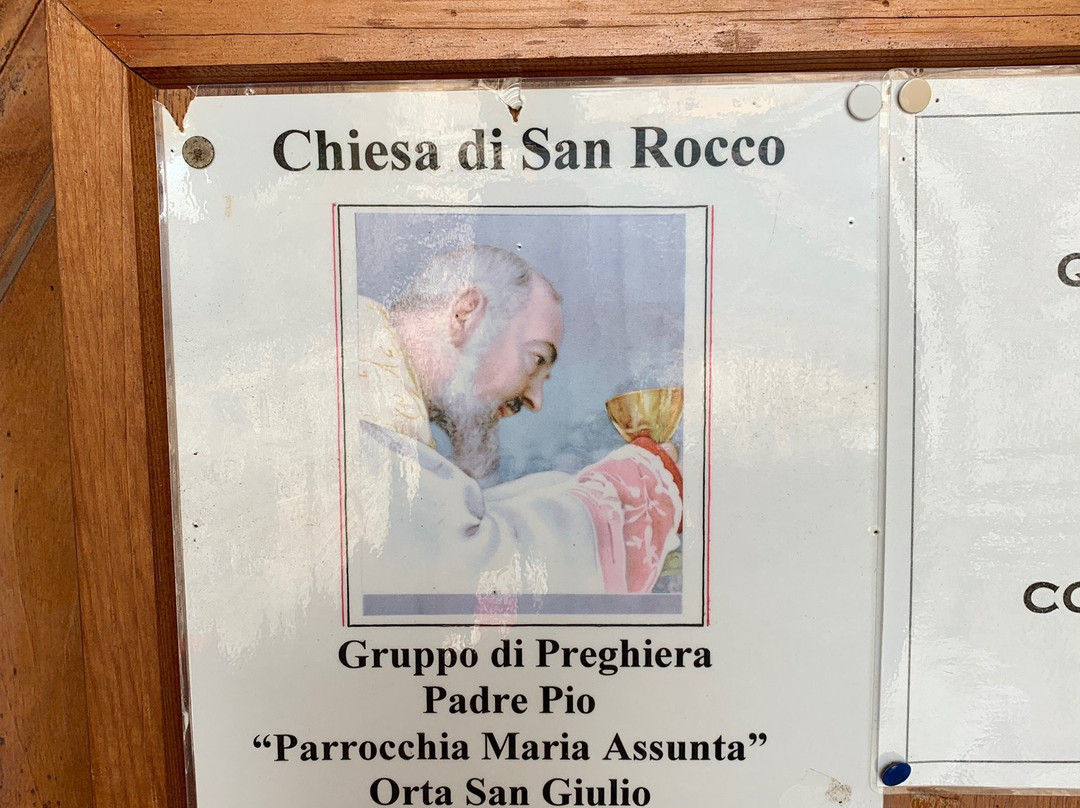 Chiesa di San Rocco
Gruppo di Preghiera
Padre Pio
“Parrocchia Maria Assunta”
Orta San Giulio